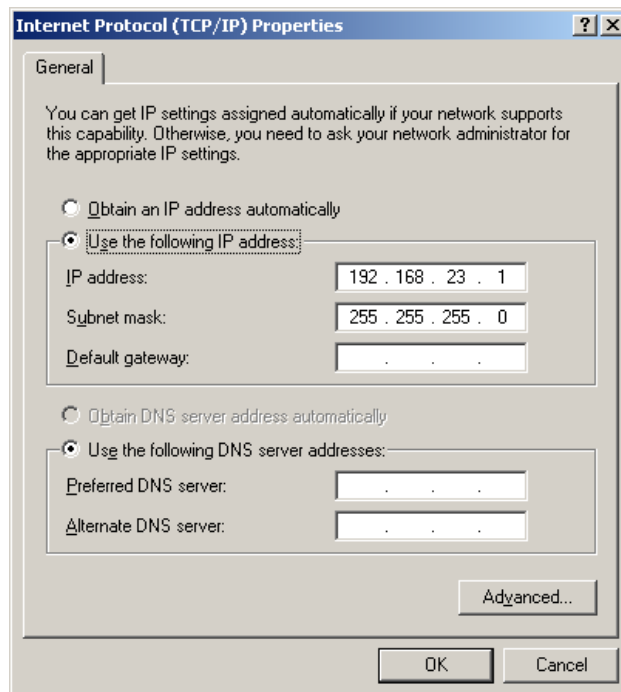 Internet Protocol (TCP/IP) Properties
General
You can get IP settings assigned automatically if your network supports
this capability. Otherwise, you need to ask your network administrator for
the appropriate IP settings.
Obtain an IP address automatically
Use the following IP address:
IP address: 192 . 168 . 23 . 1
Subnet mask: 255 . 255 . 255 . 0
Default gateway: . . .
Obtain DNS server address automatically
Use the following DNS server addresses:
Preferred DNS server: . . .
Alternate DNS server: . . .
Advanced...
OK Cancel